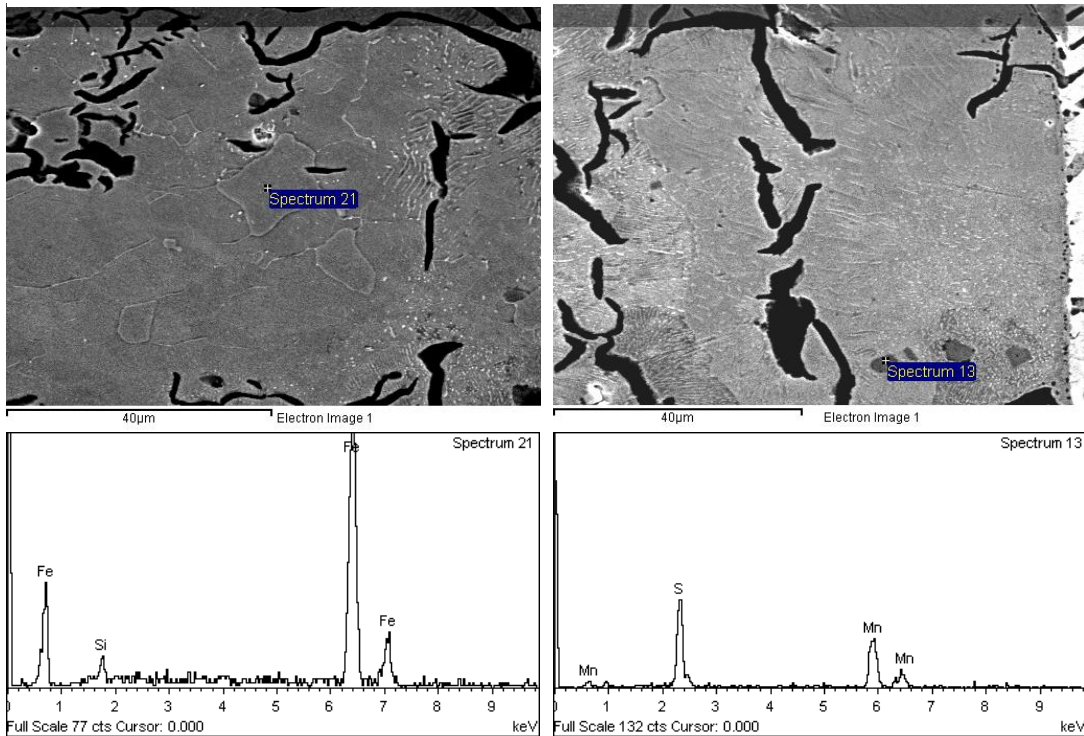 Spectrum 21
40µm Electron Image 1
Spectrum 13
40µm Electron Image 1
Spectrum 21
Fe
Fe
Si
Fe
0 1 2 3 4 5 6 7 8 9
Full Scale 77 cts Cursor: 0.000 keV
Spectrum 13
S
Mn
Mn
Mn
0 1 2 3 4 5 6 7 8 9
Full Scale 132 cts Cursor: 0.000 keV